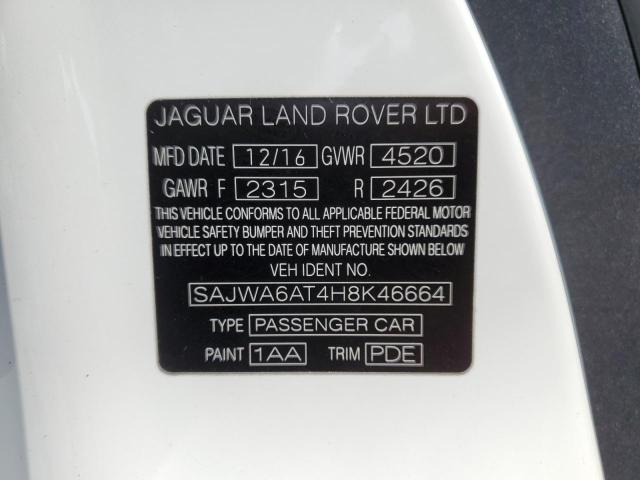 JAGUAR LAND ROVER LTD
MFD DATE 12/16 GVWR 4520
GAWR F 2315 R 2426
THIS VEHICLE CONFORMS TO ALL APPLICABLE FEDERAL MOTOR
VEHICLE SAFETY BUMPER AND THEFT PREVENTION STANDARDS
IN EFFECT UP TO THE DATE OF MANUFACTURE SHOWN BELOW
VEH IDENT NO.
SAJWA6AT4H8K46664
TYPE PASSENGER CAR
PAINT 1AA TRIM PDE